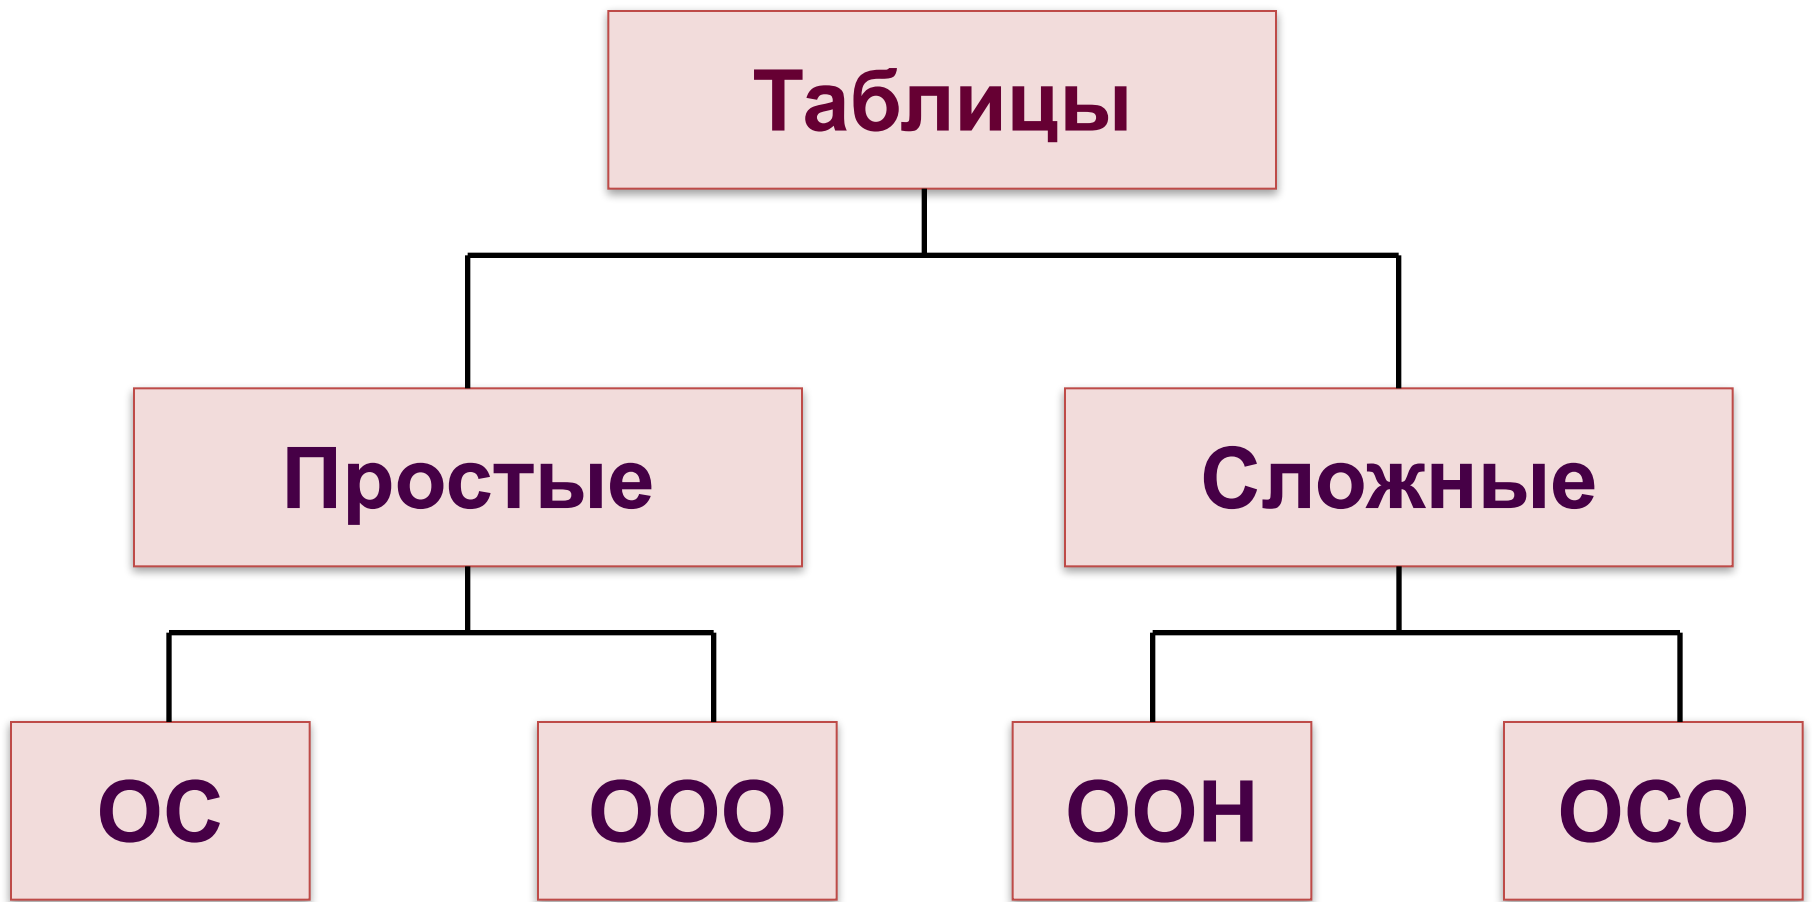 Таблицы
Простые
Сложные
ОС
ООО
ООН
ОСО